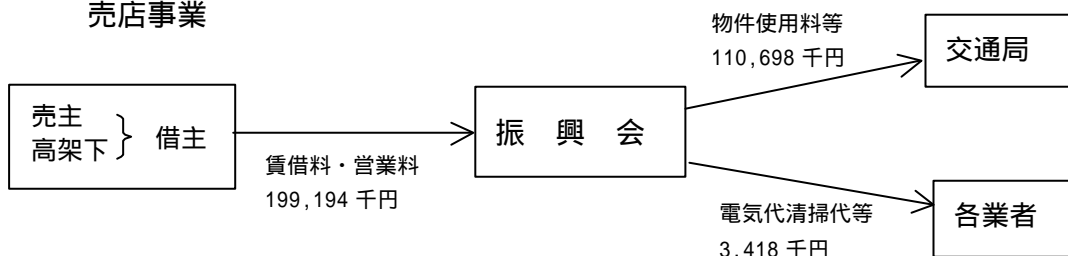 売店事業
売主
高架下
借主
賃借料・営業料
199,194 千円
振 興 会
物件使用料等
110,698 千円
交通局
電気代清掃代等
3,418 千円
各業者